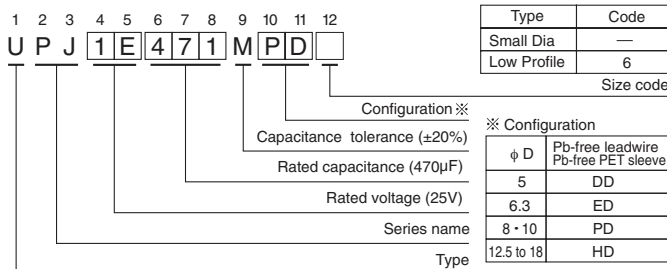 1 2 3 4 5 6 7 8 9 10 11 12
U P J 1 E 4 7 1 M P D
Type Code
Small Dia —
Low Profile 6
Size code
Configuration※
Capacitance tolerance (±20%)
Rated capacitance (470µF)
Rated voltage (25V)
Series name
Type
※ Configuration
ϕ D Pb-free leadwire
Pb-free PET sleeve
5 DD
6.3 ED
8・10 PD
12.5 to 18 HD